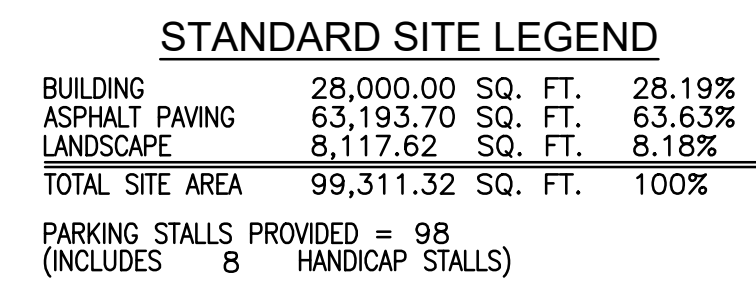 STANDARD SITE LEGEND
BUILDING 28,000.00 SQ. FT. 28.19%
ASPHALT PAVING 63,193.70 SQ. FT. 63.63%
LANDSCAPE 8,117.62 SQ. FT. 8.18%
TOTAL SITE AREA 99,311.32 SQ. FT. 100%
PARKING STALLS PROVIDED = 98
(INCLUDES 8 HANDICAP STALLS)